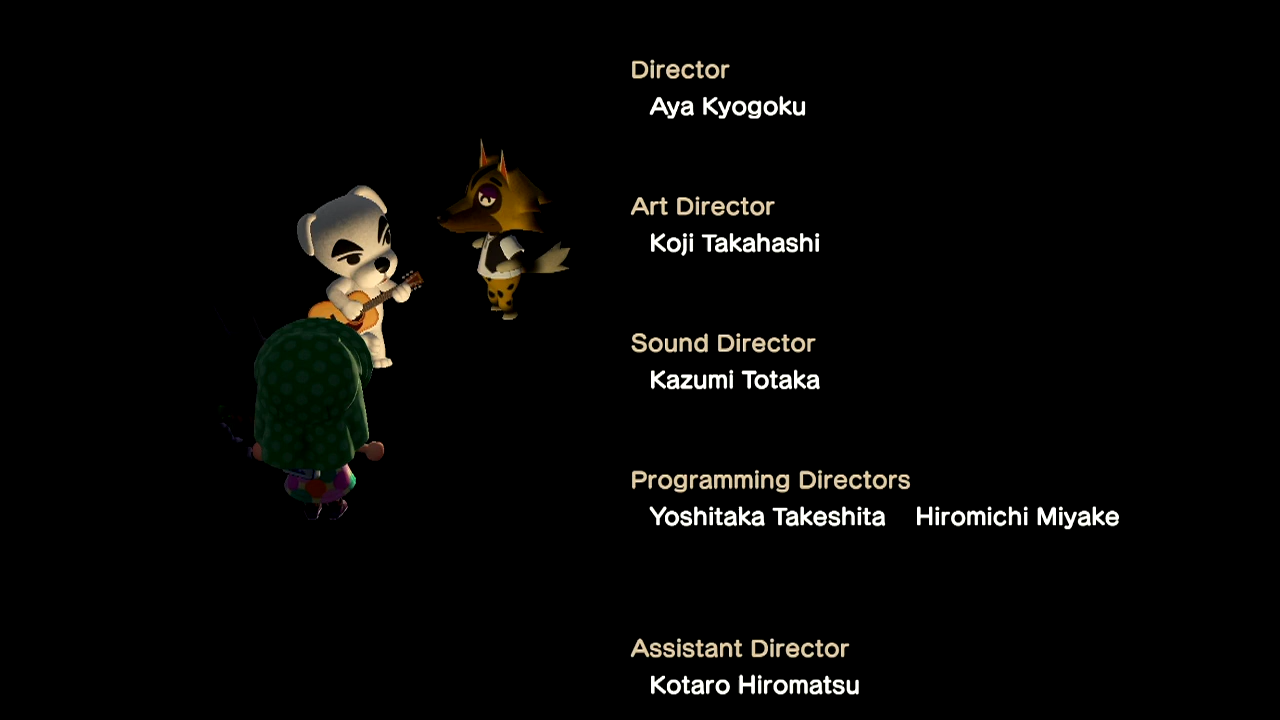 Director
Aya Kyogoku
Art Director
Koji Takahashi
Sound Director
Kazumi Totaka
Programming Directors
Yoshitaka Takeshita Hiromichi Miyake
Assistant Director
Kotaro Hiromatsu